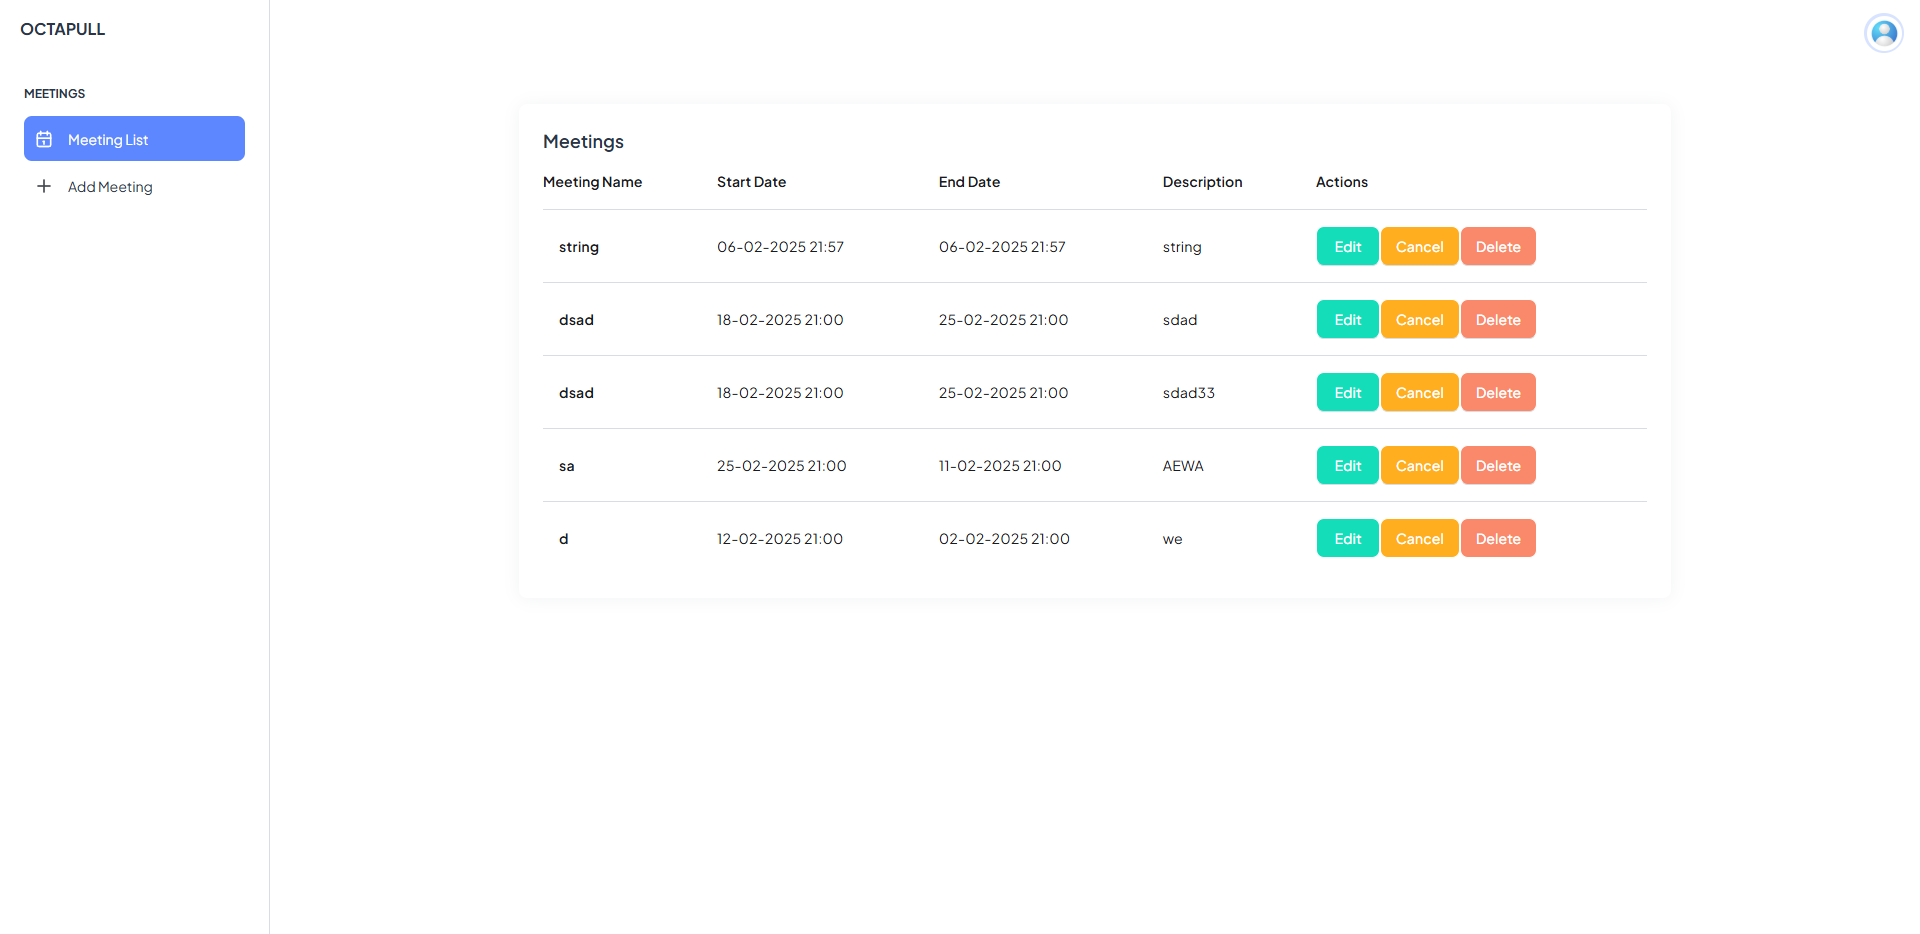 OCTAPULL
MEETINGS
Meeting List
Add Meeting
Meetings
Meeting Name Start Date End Date Description Actions
string 06-02-2025 21:57 06-02-2025 21:57 string Edit Cancel Delete
dsad 18-02-2025 21:00 25-02-2025 21:00 sdad Edit Cancel Delete
dsad 18-02-2025 21:00 25-02-2025 21:00 sdad33 Edit Cancel Delete
sa 25-02-2025 21:00 11-02-2025 21:00 AEWA Edit Cancel Delete
d 12-02-2025 21:00 02-02-2025 21:00 we Edit Cancel Delete